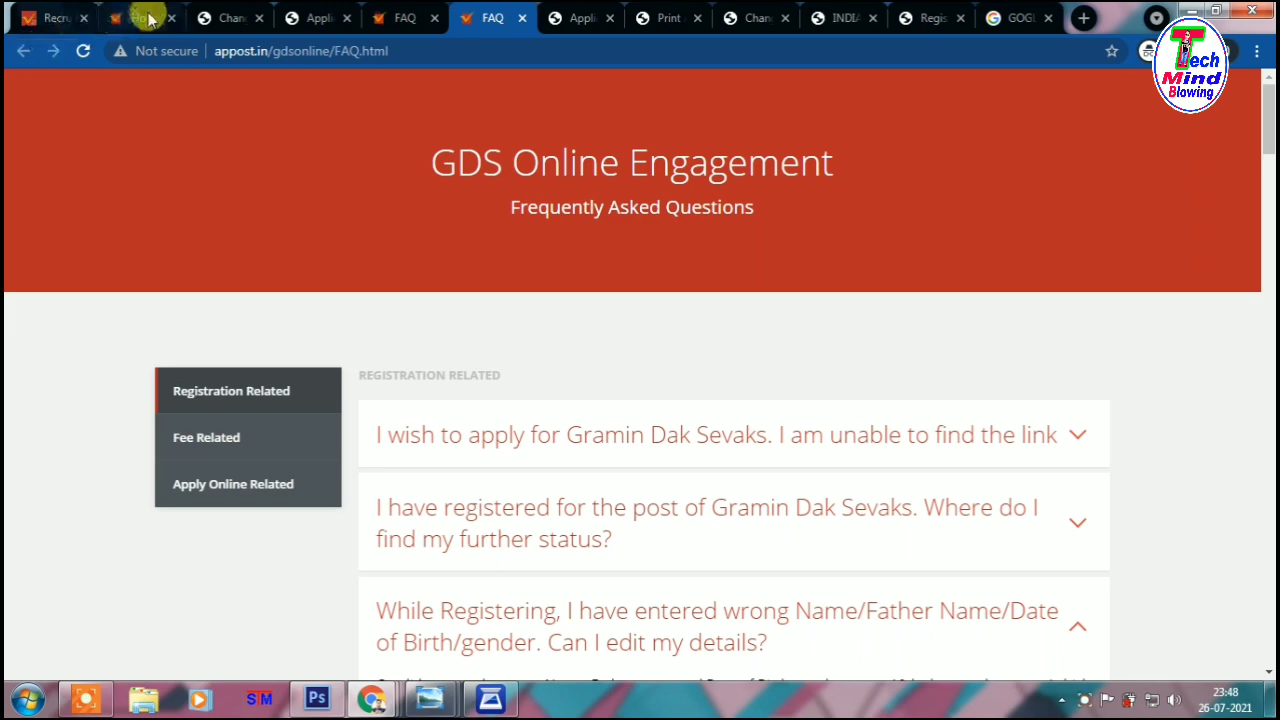 Recru
Chan
Appli
FAQ
FAQ
Appli
Print
Chan
INDIA
Regis
GOGL
Not secure
appost.in/gdsonline/FAQ.html
Tech
Mind
Blowing
GDS Online Engagement
Frequently Asked Questions
Registration Related
Fee Related
Apply Online Related
REGISTRATION RELATED
I wish to apply for Gramin Dak Sevaks. I am unable to find the link
I have registered for the post of Gramin Dak Sevaks. Where do I
find my further status?
While Registering, I have entered wrong Name/Father Name/Date
of Birth/gender. Can I edit my details?
SM
Ps
23:48
26-07-2021